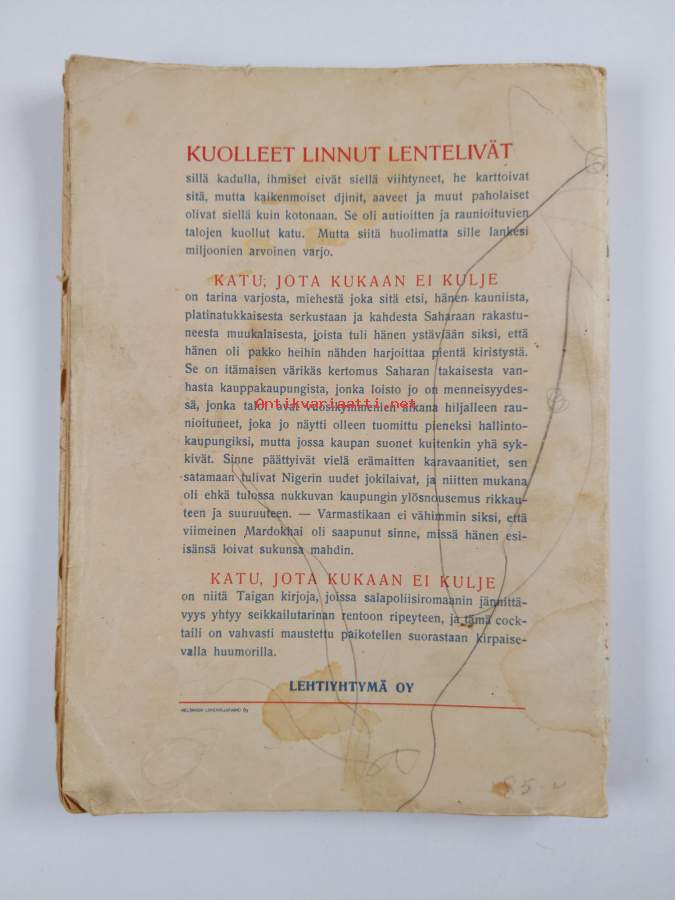 KUOLLEET LINNUT LENTELIVÄT
sillä kadulla, ihmiset eivät siellä viihtyneet, he karttoivat
sitä, mutta kaikenmoiset djinit, aaveet ja muut paholaiset
olivat siellä kuin kotonaan. Se oli autioitten ja raunioituvien
talojen kuollut katu. Mutta siitä huolimatta sille lankesi
miljoonien arvoinen varjo.
KATU, JOTA KUKAAN EI KULJE
on tarina varjosta, miehestä joka sitä etsi, hänen kauniista,
platinatukkaisesta serkustaan ja kahdesta Saharaan rakastu-
neesta muukalaisesta, joista tuli hänen ystäviään siksi, että
hänen oli pakko heihin nähden harjoittaa pientä kiristystä.
Se on itämaisen värikäs kertomus Saharan takaisesta van-
hasta kauppakaupungista, jonka loisto jo on menneisyydes-
sä, jonka talot ovat vuosikymmenien aikana hiljalleen rau-
Antikvariaatti.net
nioituneet, joka jo näytti olleen tuomittu pieneksi hallinto-
kaupungiksi, mutta jossa kaupan suonet kuitenkin yhä syk-
kivät. Sinne päättyivät vielä erämaitten karavaanitiet, sen
satamaan tulivat Nigerin uudet jokilaivat, ja niitten mukana
oli ehkä tulossa nukkuvan kaupungin ylösnousemus rikkau-
teen ja suuruuteen. — Varmastikaan ei vähimmin siksi, että
viimeinen Mardokhai oli saapunut sinne, missä hänen esi-
isänsä loivat sukunsa mahdin.
KATU, JOTA KUKAAN EI KULJE
on niitä Taigan kirjoja, joissa salapoliisiromaanin jännittä-
vyys yhtyy seikkailutarinan rentoon ripeyteen, ja tämä cock-
taili on vahvasti maustettu paikotellen suorastaan kirpaise-
valla huumorilla.
LEHTIYHTYMÄ OY
HELSINGIN LIIKEKIRJAPAINO Oy